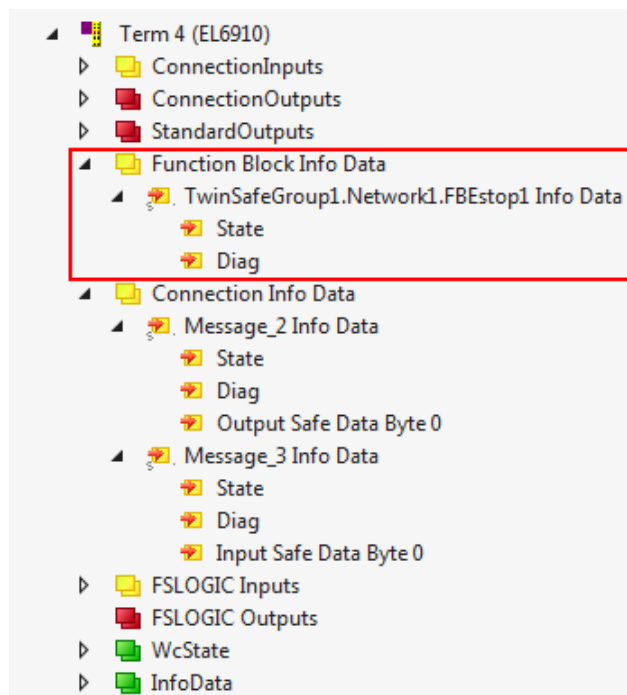 Term 4 (EL6910)
ConnectionInputs
ConnectionOutputs
StandardOutputs
Function Block Info Data
TwinSafeGroup1.Network1.FBEstop1 Info Data
State
Diag
Connection Info Data
Message_2 Info Data
State
Diag
Output Safe Data Byte 0
Message_3 Info Data
State
Diag
Input Safe Data Byte 0
FSLOGIC Inputs
FSLOGIC Outputs
WcState
InfoData